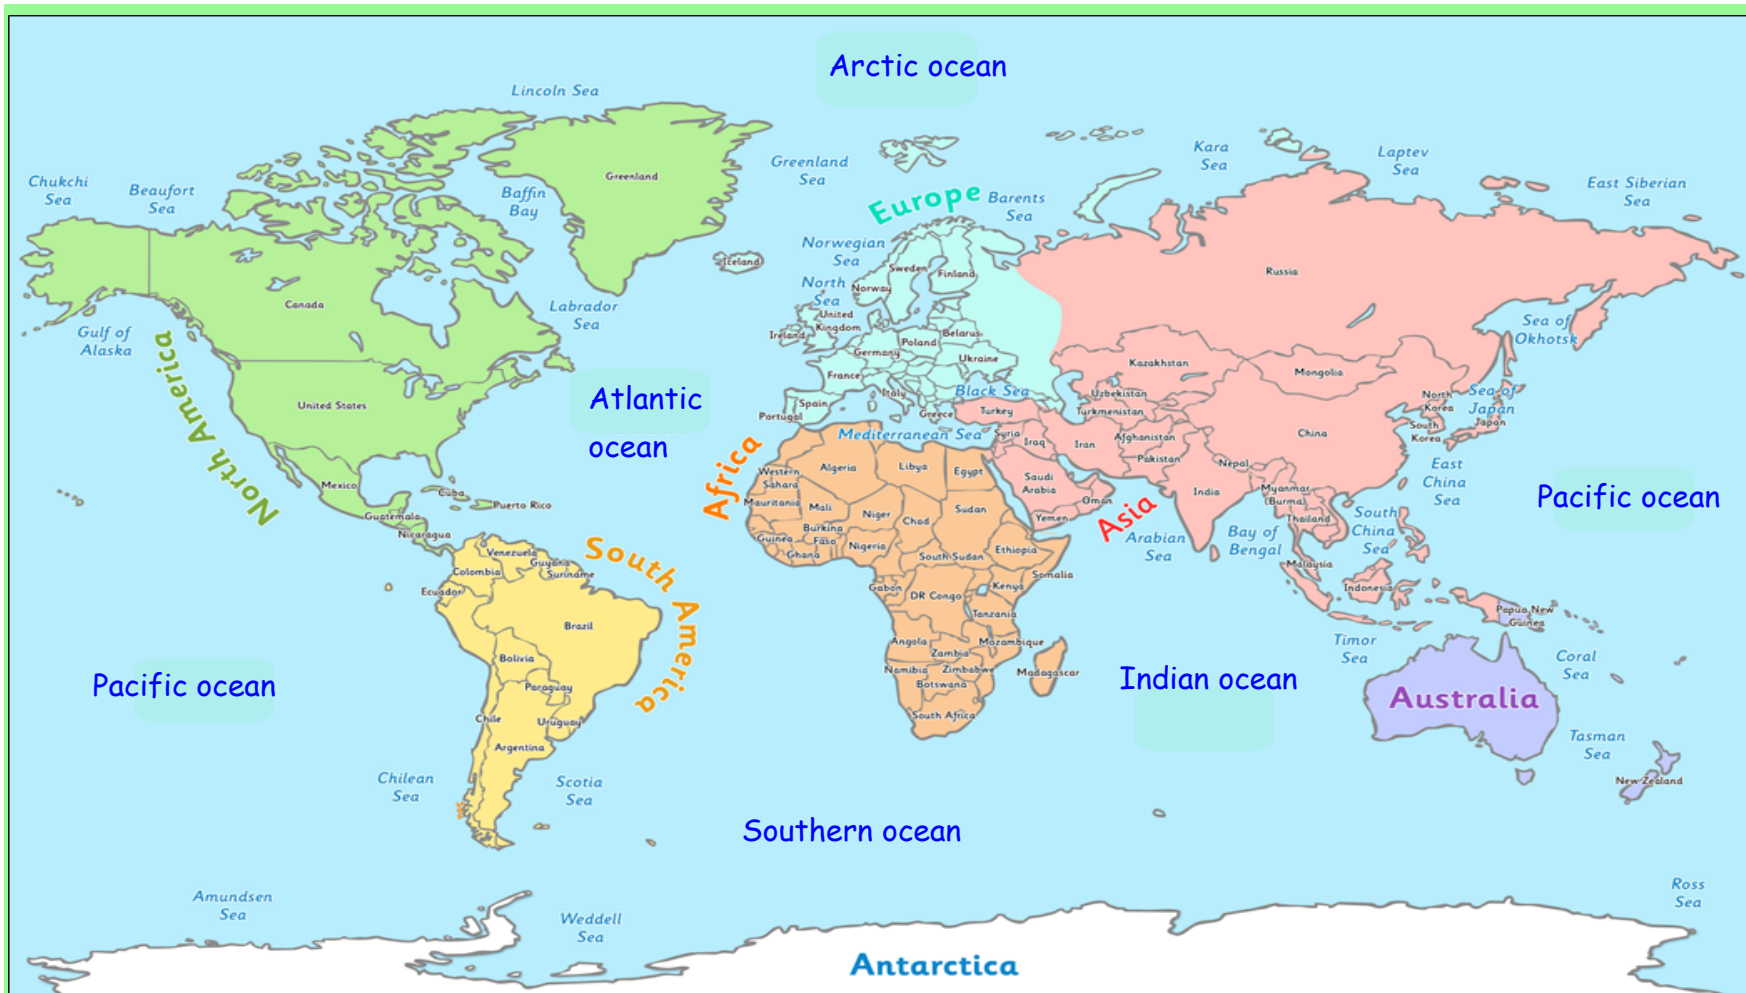 Arctic ocean
Lincoln Sea
Greenland
Greenland
Sea
Kara
Sea
Laptev
Sea
Chukchi
Sea
Beaufort
Sea
Baffin
Bay
Europe
Barents
Sea
East Siberian
Sea
Norwegian
Sea
Iceland
Sweden
Finland
Russia
North
Sea
Norway
Canada
Labrador
Sea
Gulf of
Alaska
North America
United
Kingdom
Ireland
Belarus
Poland
Germany
Ukraine
France
Sea of
Okhotsk
Kazakhstan
Mongolia
Atlantic
ocean
United States
Spain
Portugal
Italy
Black Sea
Greece
Turkey
Uzbekistan
Turkmenistan
North
Korea
Sea of
Japan
South
Korea
Japan
Mediterranean Sea
Syria
Iraq
Iran
Afghanistan
Pakistan
China
Africa
Western
Sahara
Algeria
Libya
Egypt
Saudi
Arabia
Nepal
East
China
Sea
Mexico
Cuba
Puerto Rico
Mauritania
Mali
Niger
Chad
Sudan
Oman
Yemen
Asia
India
Myanmar
(Burma)
Thailand
South
China
Sea
Pacific ocean
Guatemala
Nicaragua
Guinea
Burkina
Faso
Ghana
Nigeria
South Sudan
Ethiopia
Arabian
Sea
Bay of
Bengal
South America
Venezuela
Guyana
Suriname
Colombia
Ecuador
Gabon
DR Congo
Kenya
Somalia
Malaysia
Indonesia
Papua New
Guinea
Brazil
Tanzania
Angola
Zambia
Mozambique
Timor
Sea
Coral
Sea
Bolivia
Namibia
Zimbabwe
Botswana
Madagascar
Indian ocean
Pacific ocean
Paraguay
Australia
Chile
Uruguay
South Africa
Argentina
Tasman
Sea
New Zealand
Chilean
Sea
Scotia
Sea
Southern ocean
Amundsen
Sea
Weddell
Sea
Ross
Sea
Antarctica